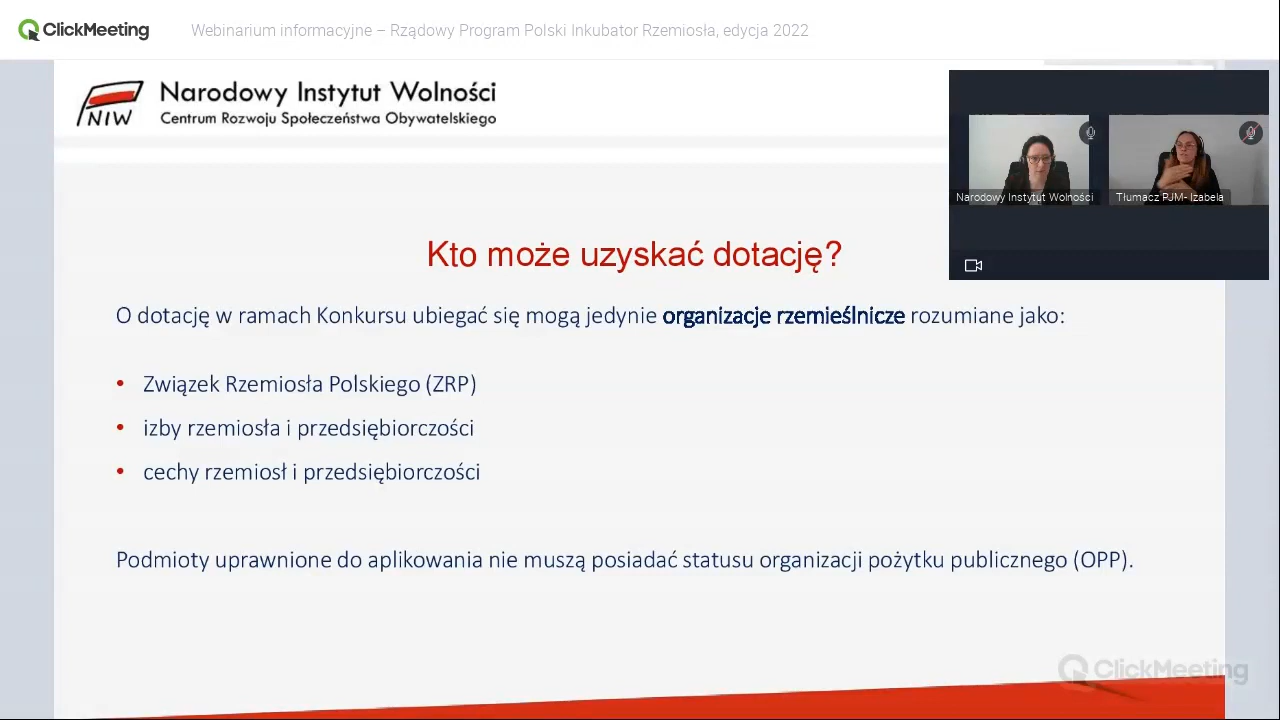 ClickMeeting
Webinarium informacyjne – Rządowy Program Polski Inkubator Rzemiosła, edycja 2022
NIW
Narodowy Instytut Wolności
Centrum Rozwoju Społeczeństwa Obywatelskiego
Narodowy Instytut Wolności
Tłumacz PJM- Izabela
Kto może uzyskać dotację?
O dotację w ramach Konkursu ubiegać się mogą jedynie organizacje rzemieślnicze rozumiane jako:
• Związek Rzemiosła Polskiego (ZRP)
• izby rzemiosła i przedsiębiorczości
• cechy rzemiosł i przedsiębiorczości
Podmioty uprawnione do aplikowania nie muszą posiadać statusu organizacji pożytku publicznego (OPP).
ClickMeeting